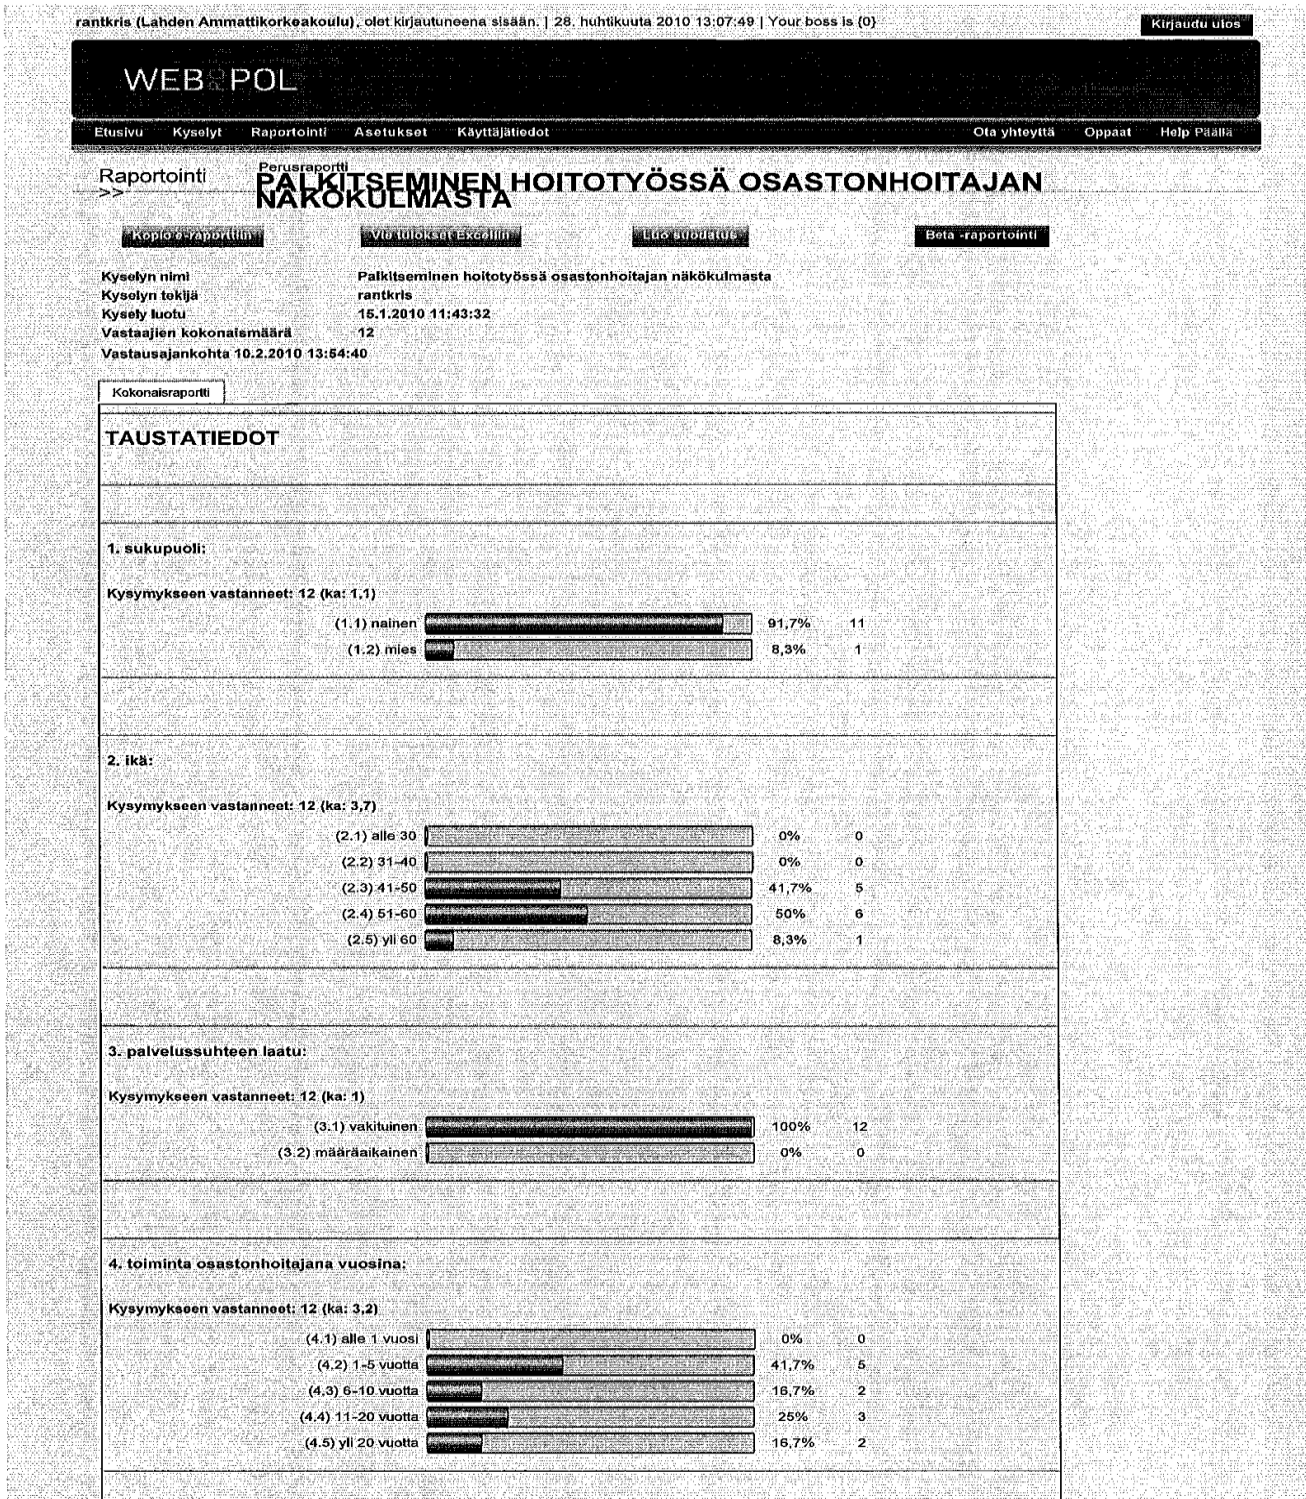 rantkris (Lahden Ammattikorkeakoulu), olet kirjautuneena sisään. | 28. huhtikuuta 2010 13:07:49 | Your boss is {0}
Kirjaudu ulos
WEB POL
Etusivu Kyselyt Raportointi Asetukset Käyttäjätiedot Ota yhteyttä Oppaat Help Päällä
Raportointi
>>
Perusraportti
PALKITSEMINEN HOITOTYÖSSÄ OSASTONHOITAJAN
NÄKÖKULMASTA
Kopioi e-raporttiin Vie tulokset Exceliin Luo suodatus Beta -raportointi
Kyselyn nimi Palkitseminen hoitotyössä osastonhoitajan näkökulmasta
Kyselyn tekijä rantkris
Kysely luotu 15.1.2010 11:43:32
Vastaajien kokonaismäärä 12
Vastausajankohta 10.2.2010 13:54:40
Kokonaisraportti
TAUSTATIEDOT
1. sukupuoli:
Kysymykseen vastanneet: 12 (ka: 1,1)
(1.1) nainen 91,7% 11
(1.2) mies 8,3% 1
2. ikä:
Kysymykseen vastanneet: 12 (ka: 3,7)
(2.1) alle 30 0% 0
(2.2) 31-40 0% 0
(2.3) 41-50 41,7% 5
(2.4) 51-60 50% 6
(2.5) yli 60 8,3% 1
3. palvelussuhteen laatu:
Kysymykseen vastanneet: 12 (ka: 1)
(3.1) vakituinen 100% 12
(3.2) määräaikainen 0% 0
4. toiminta osastonhoitajana vuosina:
Kysymykseen vastanneet: 12 (ka: 3,2)
(4.1) alle 1 vuosi 0% 0
(4.2) 1-5 vuotta 41,7% 5
(4.3) 6-10 vuotta 16,7% 2
(4.4) 11-20 vuotta 25% 3
(4.5) yli 20 vuotta 16,7% 2